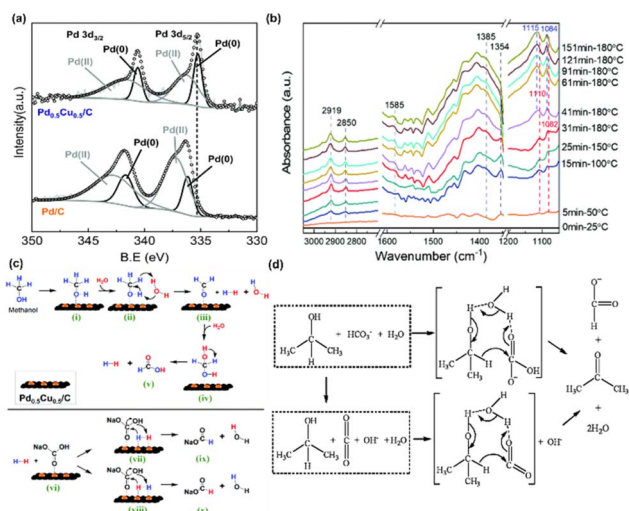 (a)
Pd 3d3/2 Pd 3d5/2
Pd(0)
Pd(0)
Pd(II)
Pd(II)
Pd0.5Cu0.5/C
Pd(II)
Pd(0)
Pd(0)
Pd(II)
Pd/C
Intensity(a.u.)
350 345 340 335 330
B.E (eV)
(b)
1385
1354
1115
1084
2919
2850
1585
1110
1082
151min-180°C
121min-180°C
91min-180°C
61min-180°C
41min-180°C
31min-180°C
25min-150°C
15min-100°C
5min-50°C
0min-25°C
Absorbance (a.u.)
3000 2900 2800 1600 1500 1400 1200 1100
Wavenumber (cm-1)
(c)
Methanol
(i)
H2O
(ii)
(iii)
H2O
(iv)
(v)
Pd0.5Cu0.5/C
(vi)
(vii)
(viii)
(ix)
(d)
OH
H3C CH3
H
+ HCO3- + H2O
OH
H3C CH3
H
+ OH- + H2O
+ OH-
H3C CH3
2H2O